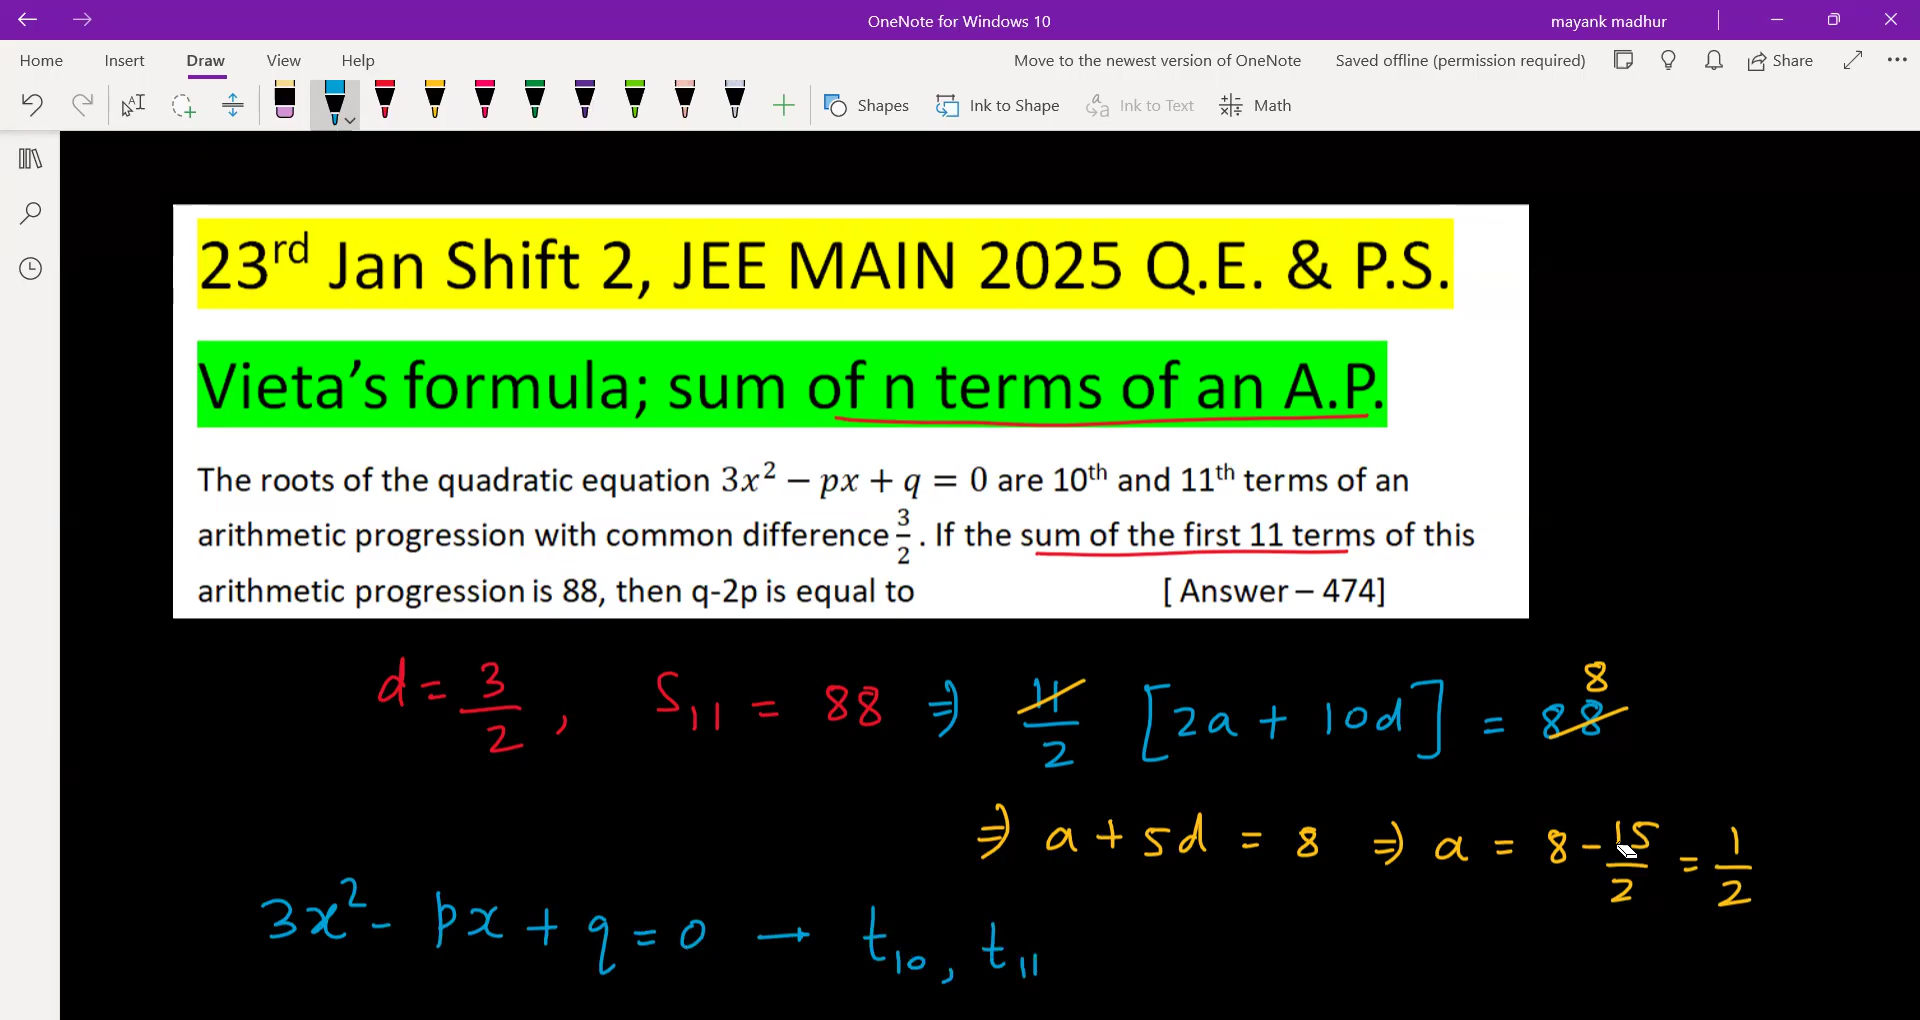 OneNote for Windows 10
mayank madhur
Home Insert Draw View Help
Move to the newest version of OneNote Saved offline (permission required) Share
Shapes Ink to Shape Ink to Text Math
23rd Jan Shift 2, JEE MAIN 2025 Q.E. & P.S.
Vieta's formula; sum of n terms of an A.P.
The roots of the quadratic equation 3x² − px + q = 0 are 10th and 11th terms of an
arithmetic progression with common difference 3/2 . If the sum of the first 11 terms of this
arithmetic progression is 88, then q-2p is equal to [ Answer – 474]
d = 3/2 , S₁₁ = 88 ⇒ 11/2 [2a + 10d] = 88 8
⇒ a + 5d = 8 ⇒ a = 8 − 15/2 = 1/2
3x² − px + q = 0 → t₁₀, t₁₁